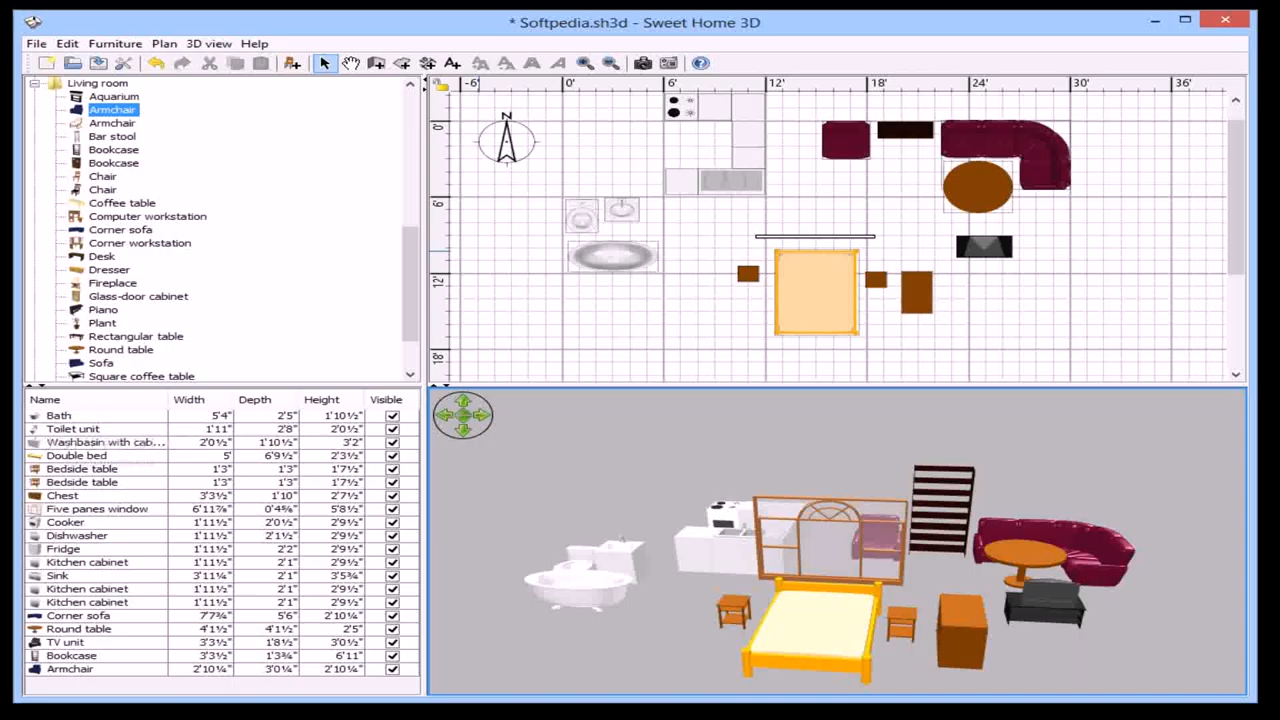 * Softpedia.sh3d - Sweet Home 3D
File Edit Furniture Plan 3D view Help
Living room
Aquarium
Armchair
Armchair
Bar stool
Bookcase
Bookcase
Chair
Chair
Coffee table
Computer workstation
Corner sofa
Corner workstation
Desk
Dresser
Fireplace
Glass-door cabinet
Piano
Plant
Rectangular table
Round table
Sofa
Square coffee table
-6' 0' 6' 12' 18' 24' 30' 36'
0'
6'
12'
18'
N
Name Width Depth Height Visible
Bath 5'4" 2'5" 1'10½"
Toilet unit 1'11" 2'8" 2'0½"
Washbasin with cab... 2'0½" 1'10½" 3'2"
Double bed 5' 6'9½" 2'3½"
Bedside table 1'3" 1'3" 1'7½"
Bedside table 1'3" 1'3" 1'7½"
Chest 3'3½" 1'10" 2'7½"
Five panes window 6'11⅞" 0'4⅝" 5'8½"
Cooker 1'11½" 2'0½" 2'9½"
Dishwasher 1'11½" 2'1½" 2'9½"
Fridge 1'11½" 2'2" 2'9½"
Kitchen cabinet 1'11½" 2'1" 2'9½"
Sink 3'11¼" 2'1" 3'5¾"
Kitchen cabinet 1'11½" 2'1" 2'9½"
Kitchen cabinet 1'11½" 2'1" 2'9½"
Corner sofa 7'7¾" 5'6" 2'10¼"
Round table 4'1½" 4'1½" 2'5"
TV unit 3'3½" 1'8½" 3'0½"
Bookcase 3'3½" 1'3¾" 6'11"
Armchair 2'10¼" 3'0¼" 2'10¼"